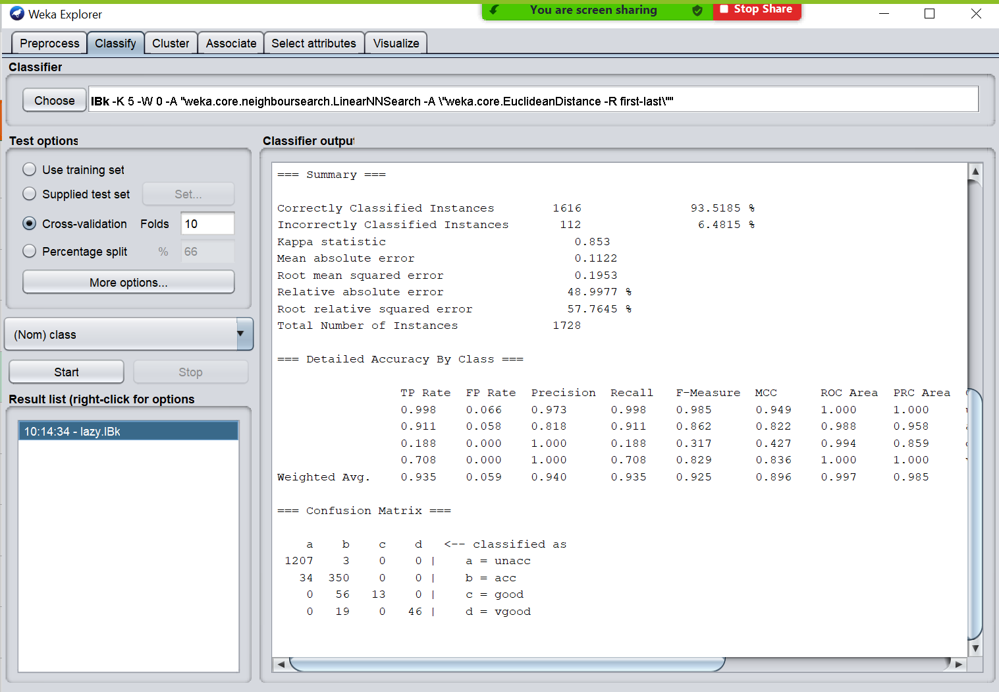 Weka Explorer
You are screen sharing
Stop Share
Preprocess Classify Cluster Associate Select attributes Visualize
Classifier
Choose IBk -K 5 -W 0 -A "weka.core.neighboursearch.LinearNNSearch -A \"weka.core.EuclideanDistance -R first-last\""
Test options
Use training set
Supplied test set Set...
Cross-validation Folds 10
Percentage split % 66
More options...
(Nom) class
Start Stop
Result list (right-click for options
10:14:34 - lazy.IBk
Classifier output
=== Summary ===
Correctly Classified Instances 1616 93.5185 %
Incorrectly Classified Instances 112 6.4815 %
Kappa statistic 0.853
Mean absolute error 0.1122
Root mean squared error 0.1953
Relative absolute error 48.9977 %
Root relative squared error 57.7645 %
Total Number of Instances 1728
=== Detailed Accuracy By Class ===
TP Rate FP Rate Precision Recall F-Measure MCC ROC Area PRC Area
0.998 0.066 0.973 0.998 0.985 0.949 1.000 1.000
0.911 0.058 0.818 0.911 0.862 0.822 0.988 0.958
0.188 0.000 1.000 0.188 0.317 0.427 0.994 0.859
0.708 0.000 1.000 0.708 0.829 0.836 1.000 1.000
Weighted Avg. 0.935 0.059 0.940 0.935 0.925 0.896 0.997 0.985
=== Confusion Matrix ===
a b c d <-- classified as
1207 3 0 0 | a = unacc
34 350 0 0 | b = acc
0 56 13 0 | c = good
0 19 0 46 | d = vgood